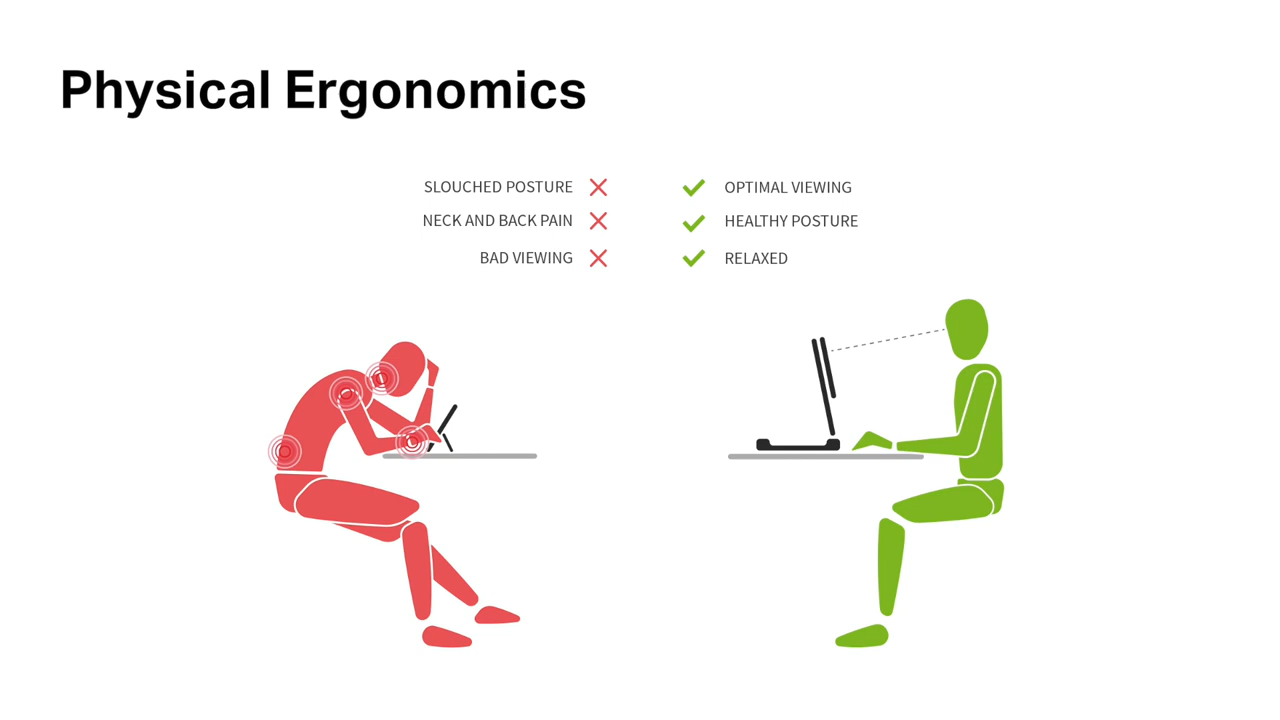 Physical Ergonomics
SLOUCHED POSTURE
NECK AND BACK PAIN
BAD VIEWING
OPTIMAL VIEWING
HEALTHY POSTURE
RELAXED